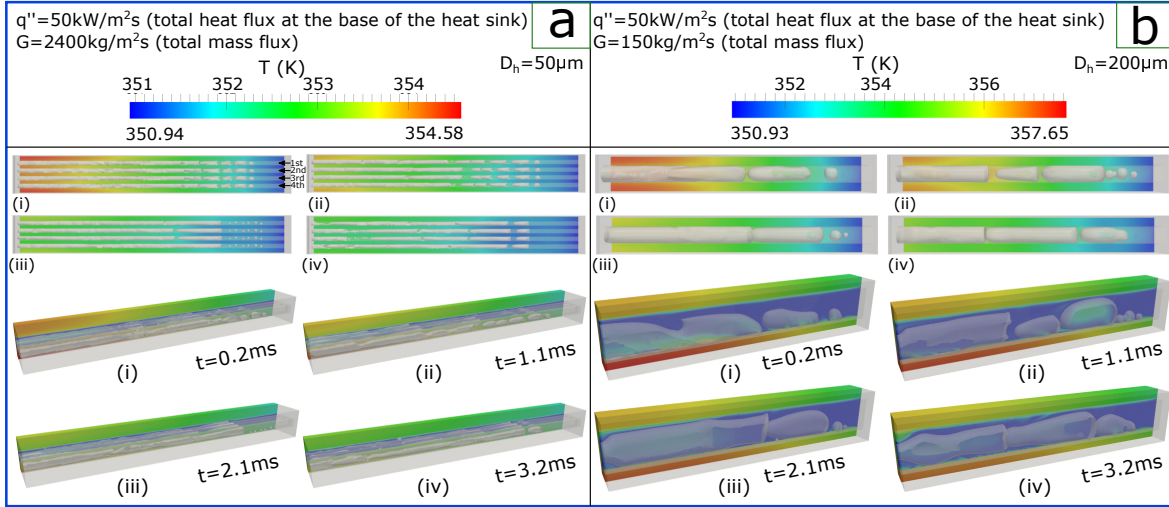 q''=50kW/m²s (total heat flux at the base of the heat sink)
G=2400kg/m²s (total mass flux)
a
D_h=50μm
T (K)
351 352 353 354
350.94 354.58
1st
2nd
3rd
4th
(i) (ii)
(iii) (iv)
t=0.2ms t=1.1ms
(i) (ii)
t=2.1ms t=3.2ms
(iii) (iv)
q''=50kW/m²s (total heat flux at the base of the heat sink)
G=150kg/m²s (total mass flux)
b
D_h=200μm
T (K)
352 354 356
350.93 357.65
(i) (ii)
(iii) (iv)
t=0.2ms t=1.1ms
(i) (ii)
t=2.1ms t=3.2ms
(iii) (iv)